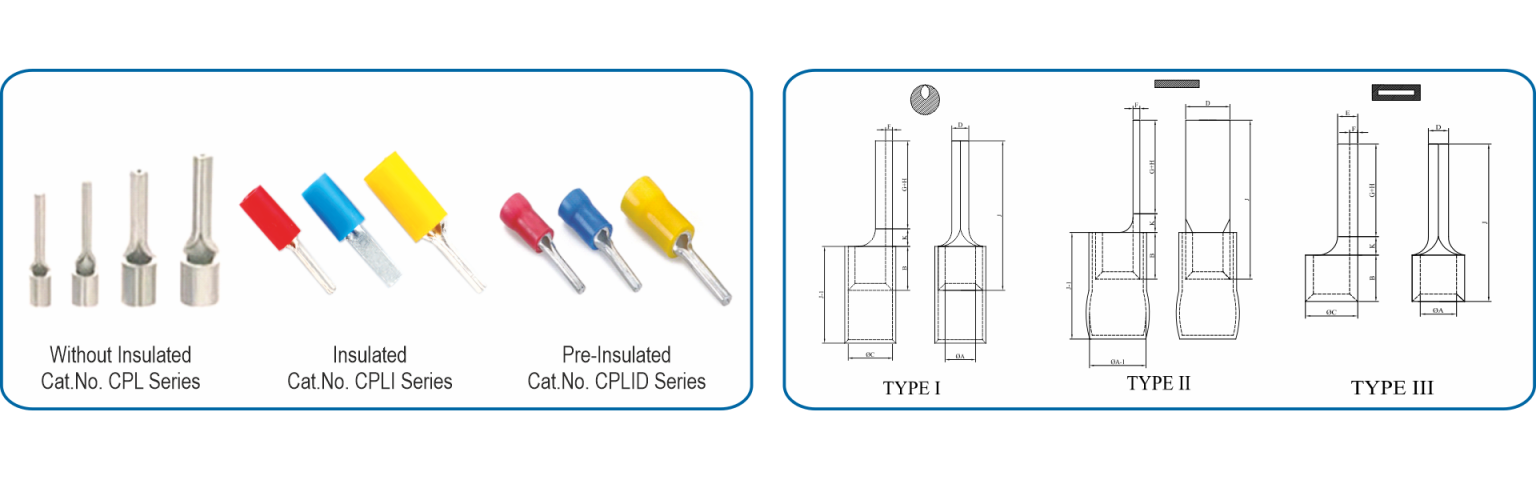 Without Insulated
Cat.No. CPL Series
Insulated
Cat.No. CPLI Series
Pre-Insulated
Cat.No. CPLID Series
F
D
G+H
J
K
B
J-1
ØC
ØA
TYPE I
F
D
G+H
J
K
B
J-1
ØA-1
TYPE II
E
F
D
G+H
J
K
B
ØC
ØA
TYPE III